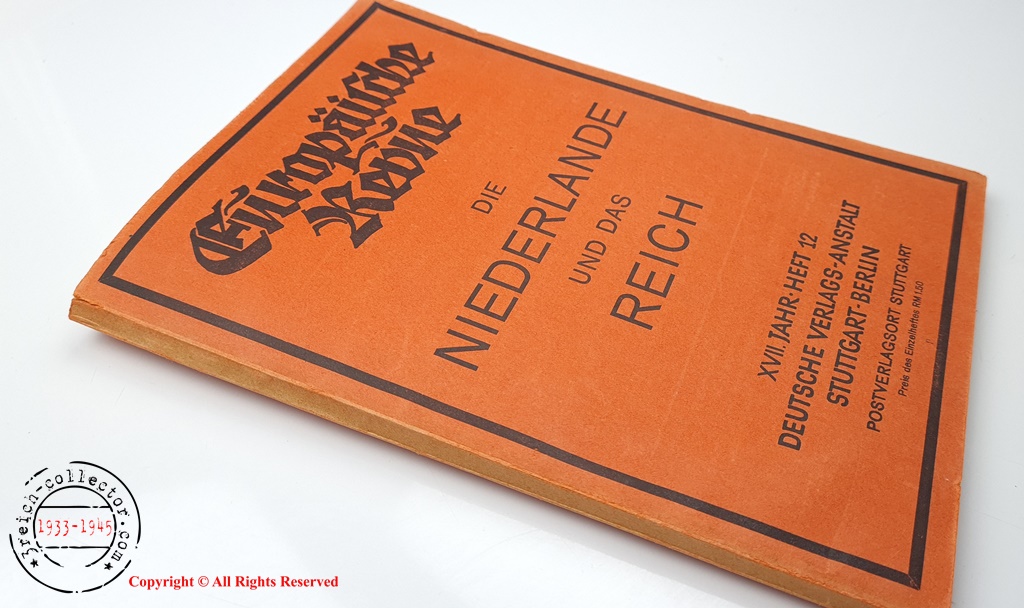 Europäische
Revue
DIE
NIEDERLANDE
UND DAS
REICH
XVII. JAHR · HEFT 12
DEUTSCHE VERLAGS-ANSTALT
STUTTGART-BERLIN
POSTVERLAGSORT STUTTGART
Preis des Einzelheftes RM 1.50
3reich-collector.com
1933-1945
Copyright © All Rights Reserved